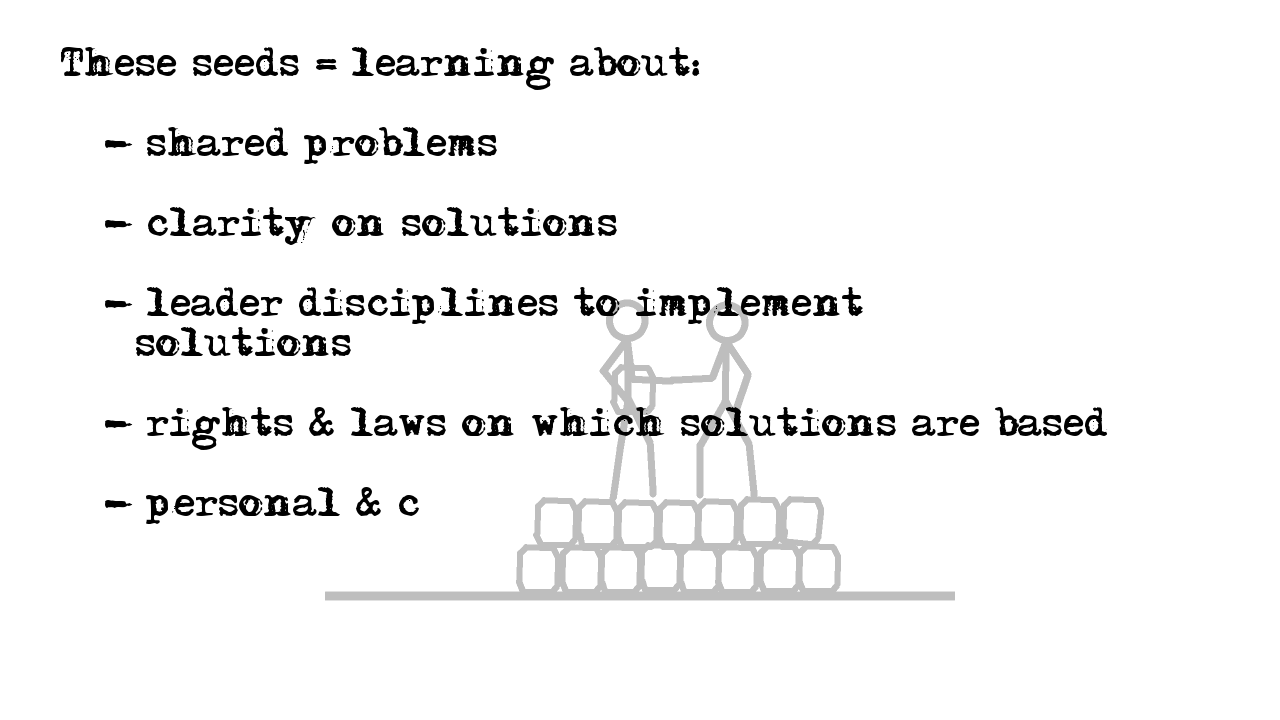 These seeds = learning about:
- shared problems
- clarity on solutions
- leader disciplines to implement
solutions
- rights & laws on which solutions are based
- personal & c